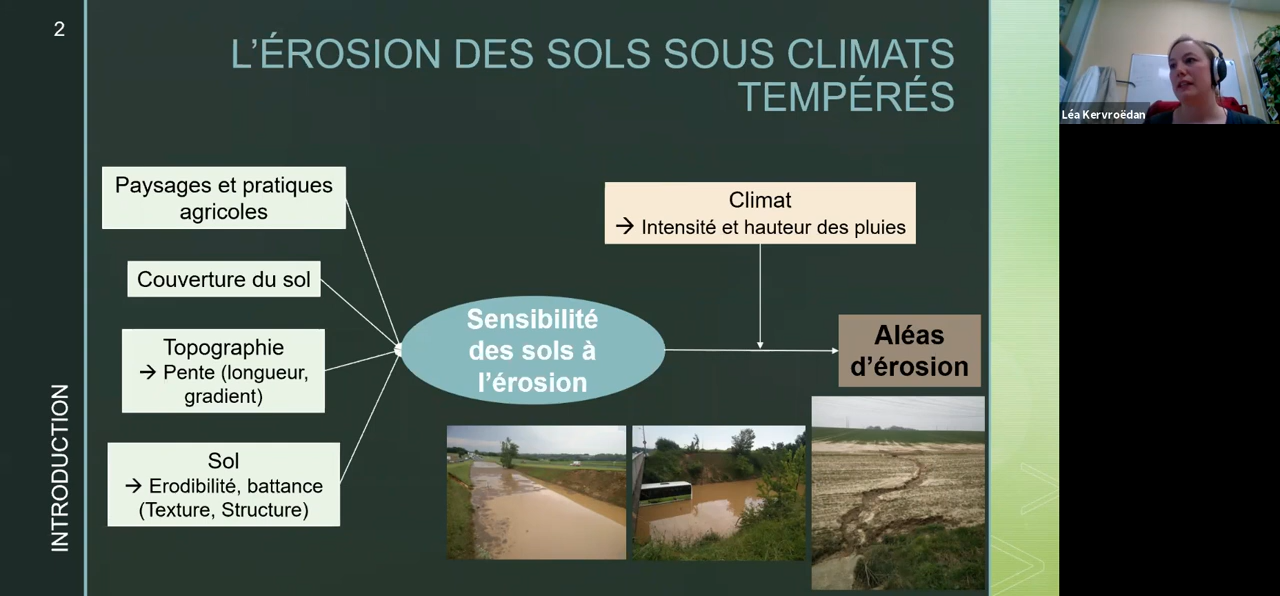 2
L'ÉROSION DES SOLS SOUS CLIMATS
TEMPÉRÉS
Léa Kervroëdan
Paysages et pratiques
agricoles
Couverture du sol
Topographie
→ Pente (longueur,
gradient)
Sol
→ Erodibilité, battance
(Texture, Structure)
Sensibilité
des sols à
l'érosion
Climat
→ Intensité et hauteur des pluies
Aléas
d'érosion
INTRODUCTION